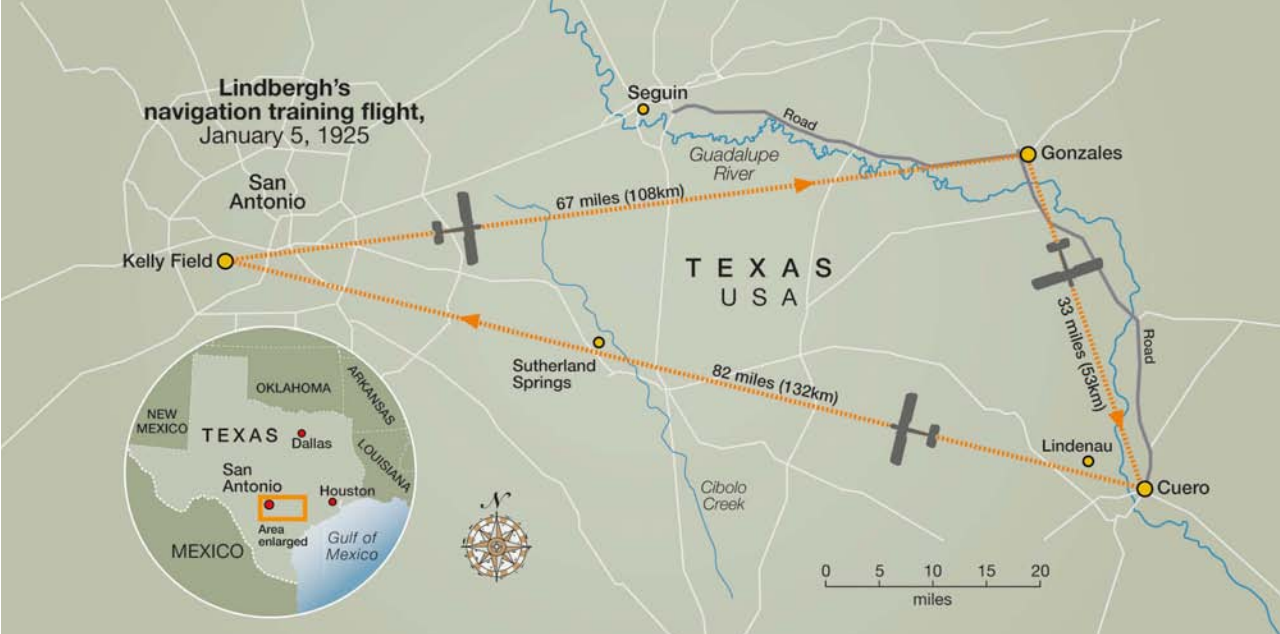 Lindbergh's
navigation training flight,
January 5, 1925
Seguin
Road
Guadalupe
River
Gonzales
San
Antonio
67 miles (108km)
Kelly Field
TEXAS
USA
33 miles (53km)
Road
Sutherland
Springs
82 miles (132km)
Lindenau
Cuero
Cibolo
Creek
N
0 5 10 15 20
miles
OKLAHOMA
ARKANSAS
NEW
MEXICO
TEXAS
Dallas
LOUISIANA
San
Antonio
Houston
Area
enlarged
Gulf of
Mexico
MEXICO